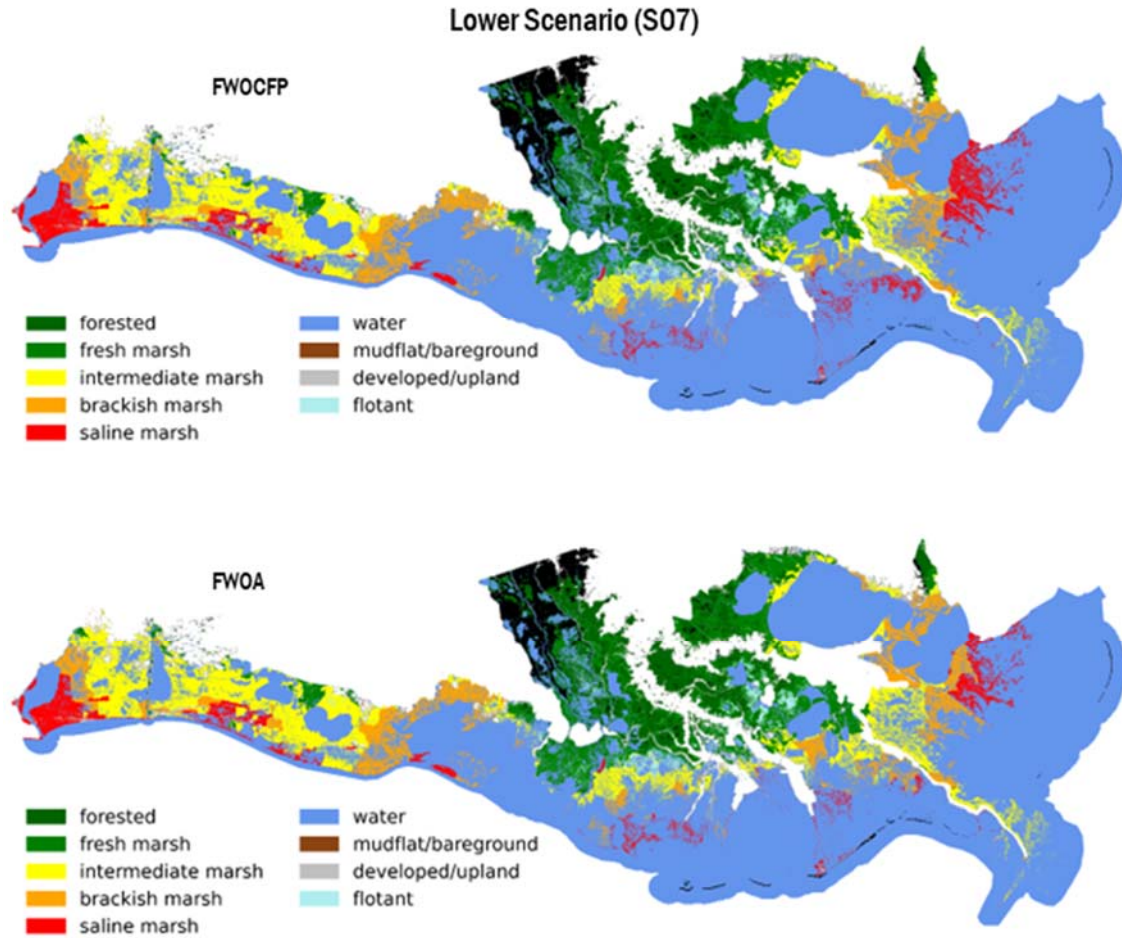 Lower Scenario (S07)
FWOCFP
forested
fresh marsh
intermediate marsh
brackish marsh
saline marsh
water
mudflat/bareground
developed/upland
flotant
FWOA
forested
fresh marsh
intermediate marsh
brackish marsh
saline marsh
water
mudflat/bareground
developed/upland
flotant